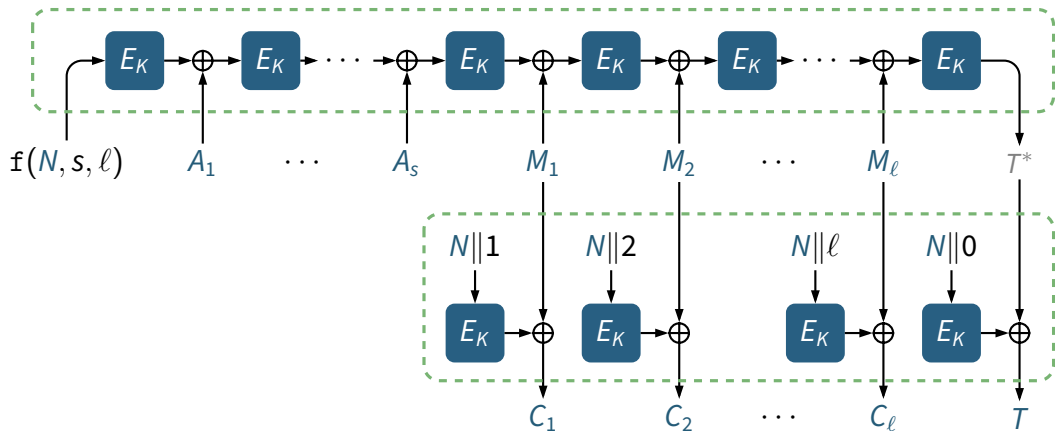 E_K E_K ··· E_K E_K E_K ··· E_K
f(N, s, ℓ) A_1 ··· A_s M_1 M_2 ··· M_ℓ T*
N‖1 N‖2 N‖ℓ N‖0
E_K E_K E_K E_K
C_1 C_2 ··· C_ℓ T